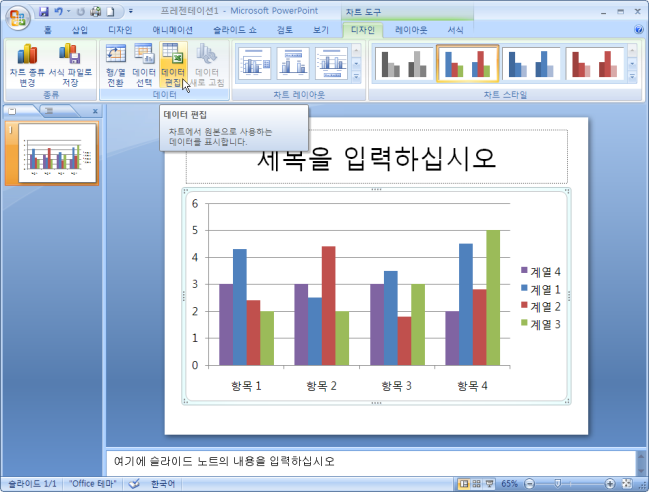 프레젠테이션1 - Microsoft PowerPoint
차트 도구
홈 삽입 디자인 애니메이션 슬라이드 쇼 검토 보기 디자인 레이아웃 서식
차트 종류 변경
서식 파일로 저장
행/열 전환
데이터 선택
데이터 편집
데이터 새로 고침
종류 데이터 차트 레이아웃 차트 스타일
데이터 편집
차트에서 원본으로 사용하는
데이터를 표시합니다.
1
제목을 입력하십시오
6
5
4
3
2
1
0
항목 1 항목 2 항목 3 항목 4
계열 4
계열 1
계열 2
계열 3
여기에 슬라이드 노트의 내용을 입력하십시오
슬라이드 1/1 "Office 테마" 한국어 65%